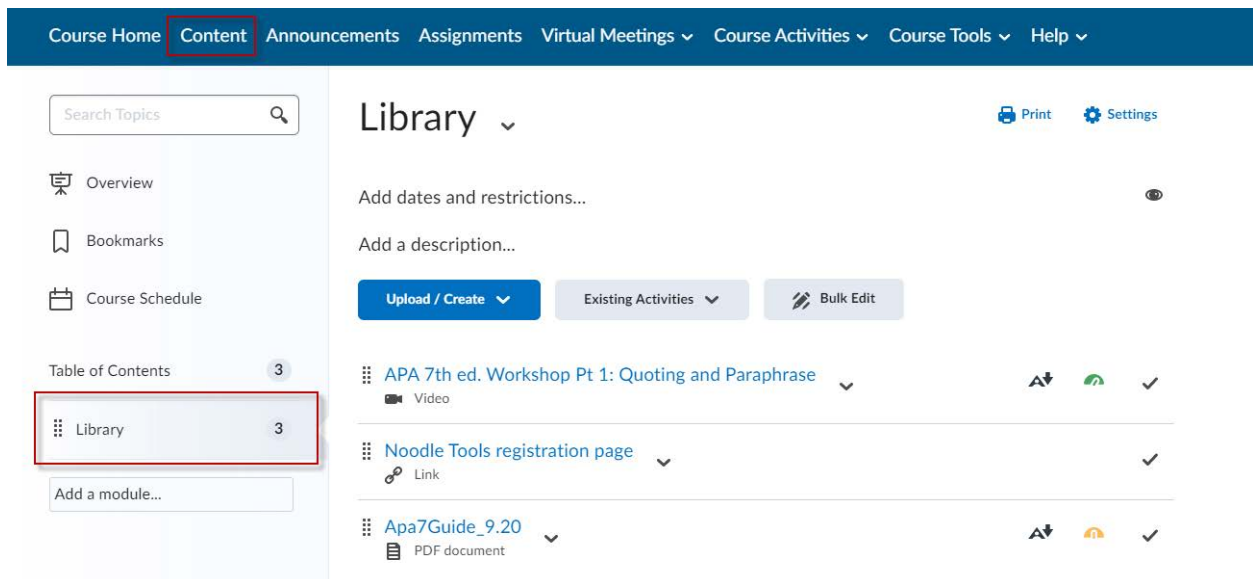 Course Home Content Announcements Assignments Virtual Meetings Course Activities Course Tools Help
Search Topics
Overview
Bookmarks
Course Schedule
Table of Contents 3
Library 3
Add a module...
Library
Print Settings
Add dates and restrictions...
Add a description...
Upload / Create Existing Activities Bulk Edit
APA 7th ed. Workshop Pt 1: Quoting and Paraphrase
Video
Noodle Tools registration page
Link
Apa7Guide_9.20
PDF document